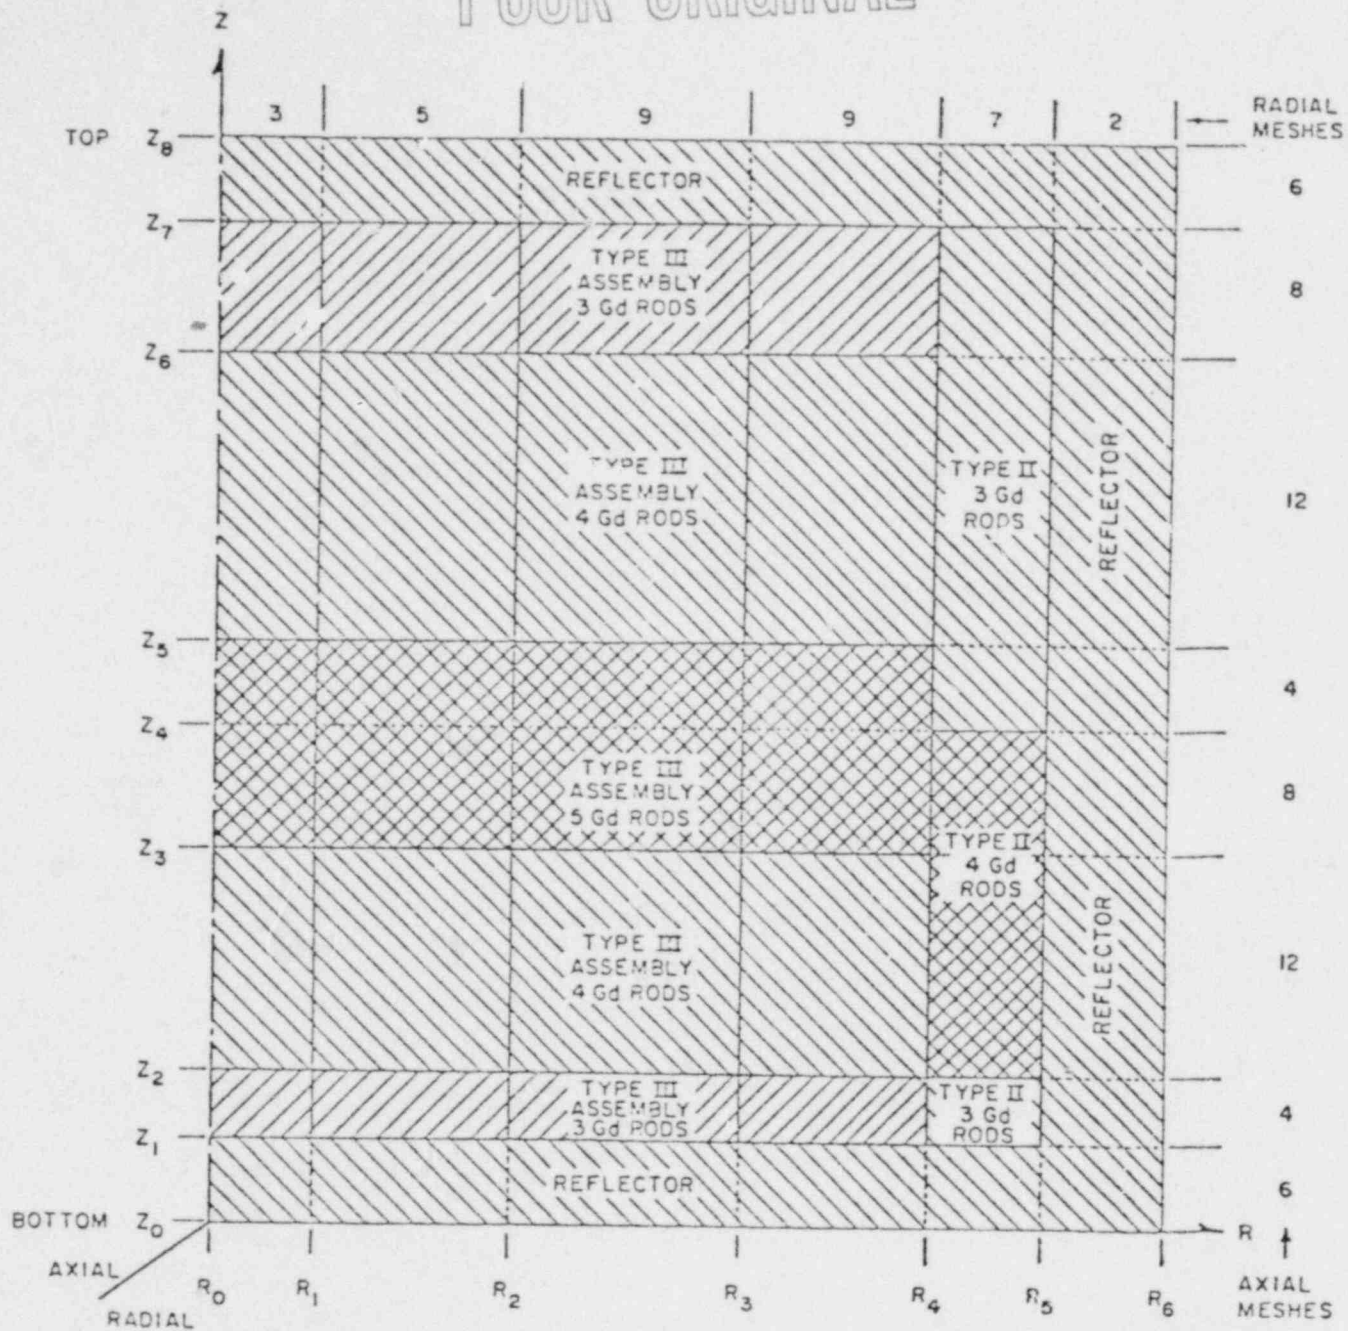 POOR ORIGINAL
Z
3 5 9 9 7 2 RADIAL
MESHES
TOP Z8
REFLECTOR 6
Z7
TYPE III
ASSEMBLY
3 Gd RODS
8
Z6
TYPE III
ASSEMBLY
4 Gd RODS
TYPE II
3 Gd
RODS
REFLECTOR
12
Z5
4
Z4
TYPE III
ASSEMBLY
5 Gd RODS
8
Z3
TYPE II
4 Gd
RODS
TYPE III
ASSEMBLY
4 Gd RODS
REFLECTOR
12
Z2
TYPE III
ASSEMBLY
3 Gd RODS
TYPE II
3 Gd
RODS
4
Z1
REFLECTOR 6
BOTTOM Z0
R
AXIAL
RADIAL
R0 R1 R2 R3 R4 R5 R6
AXIAL
MESHES